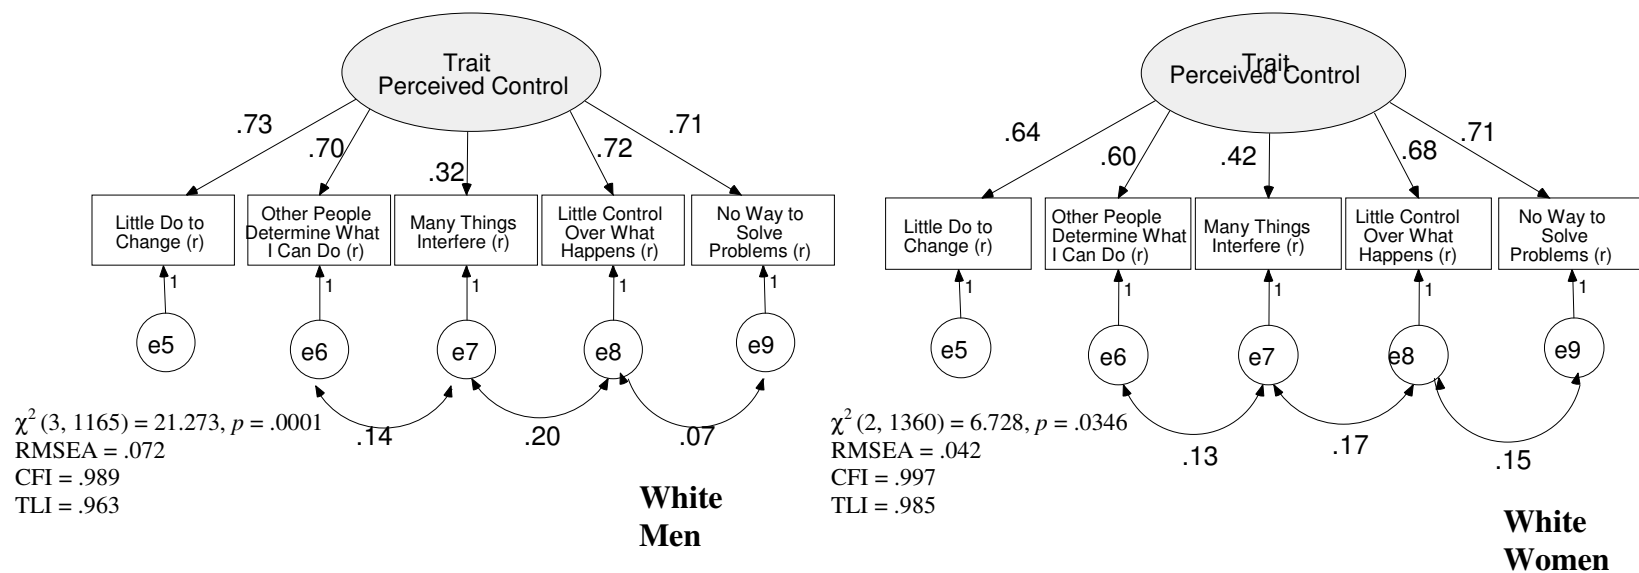 Trait
Perceived Control
.73
.70
.32
.72
.71
Little Do to
Change (r)
Other People
Determine What
I Can Do (r)
Many Things
Interfere (r)
Little Control
Over What
Happens (r)
No Way to
Solve
Problems (r)
1
1
1
1
1
e5
e6
e7
e8
e9
.14
.20
.07
χ² (3, 1165) = 21.273, p = .0001
RMSEA = .072
CFI = .989
TLI = .963
White
Men
Trait
Perceived Control
.64
.60
.42
.68
.71
Little Do to
Change (r)
Other People
Determine What
I Can Do (r)
Many Things
Interfere (r)
Little Control
Over What
Happens (r)
No Way to
Solve
Problems (r)
1
1
1
1
1
e5
e6
e7
e8
e9
.13
.17
.15
χ² (2, 1360) = 6.728, p = .0346
RMSEA = .042
CFI = .997
TLI = .985
White
Women